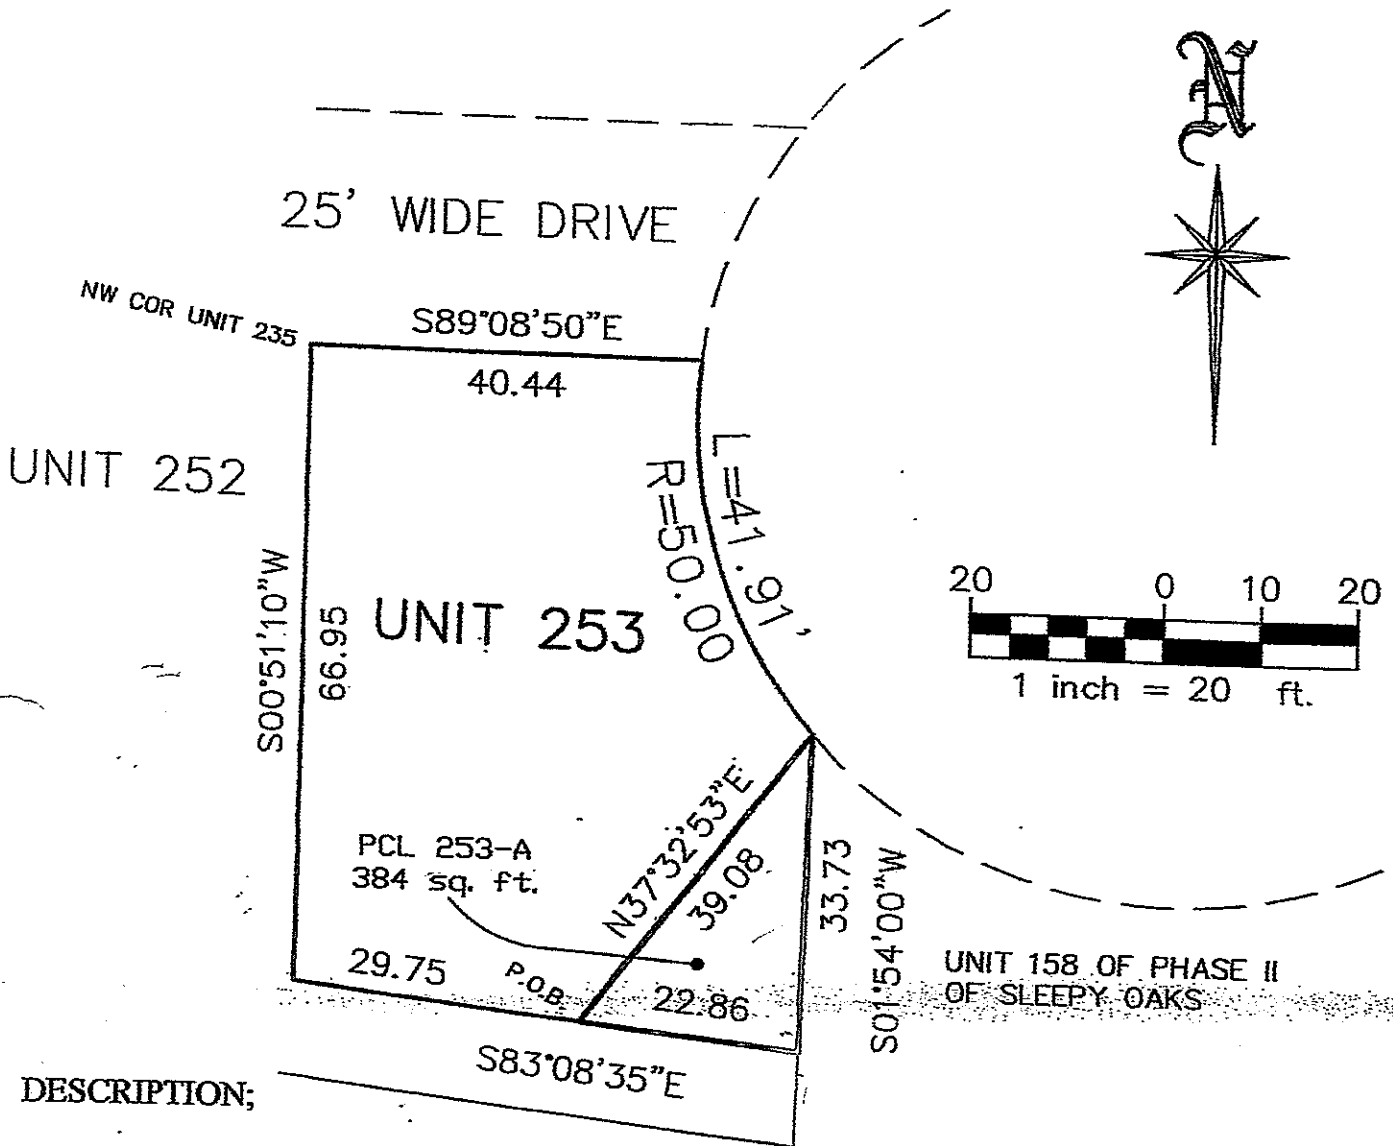 N
25' WIDE DRIVE
NW COR UNIT 235
S89°08'50"E
40.44
UNIT 252
L=41.91'
R=50.00
S00°51'10"W
66.95
UNIT 253
20 0 10 20
1 inch = 20 ft.
PCL 253-A
384 sq. ft.
N37°32'53"E
39.08
33.73
S01°54'00"W
29.75
P.O.B.
22.86
UNIT 158 OF PHASE II
OF SLEEPY OAKS
S83°08'35"E
DESCRIPTION;